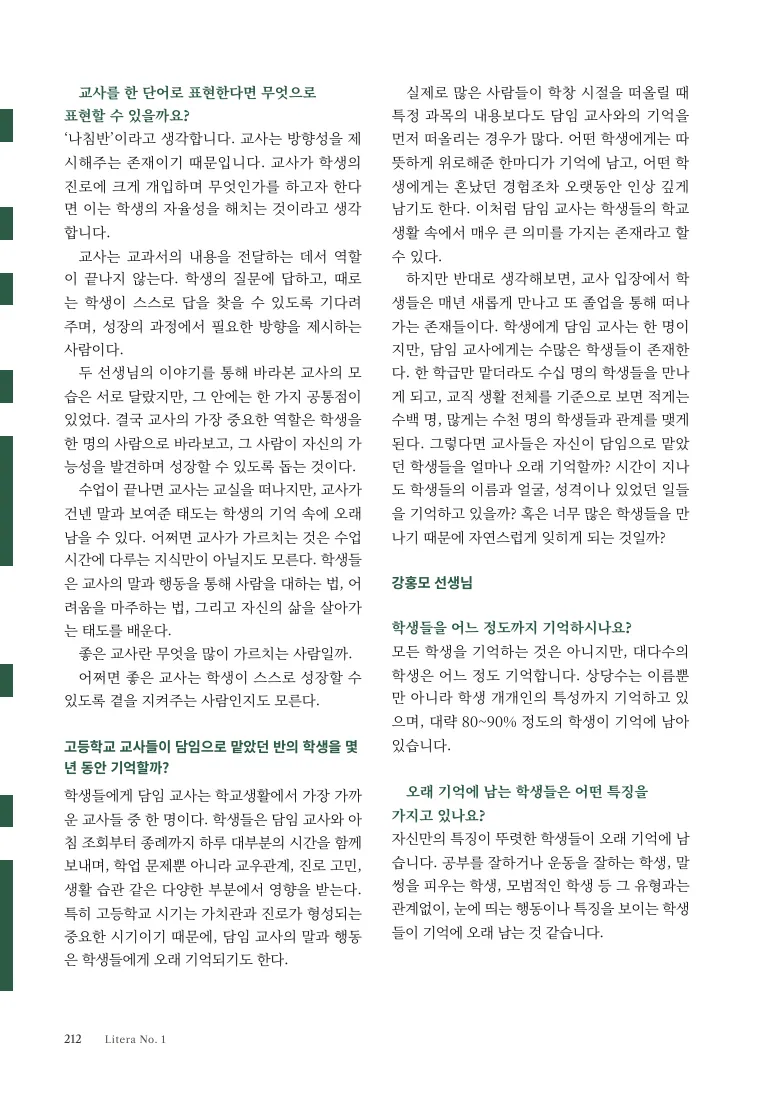 교사를 한 단어로 표현한다면 무엇으로
표현할 수 있을까요?
‘나침반’이라고 생각합니다. 교사는 방향성을 제
시해주는 존재이기 때문입니다. 교사가 학생의
진로에 크게 개입하며 무엇인가를 하고자 한다
면 이는 학생의 자율성을 해치는 것이라고 생각
합니다.
교사는 교과서의 내용을 전달하는 데서 역할
이 끝나지 않는다. 학생의 질문에 답하고, 때로
는 학생이 스스로 답을 찾을 수 있도록 기다려
주며, 성장의 과정에서 필요한 방향을 제시하는
사람이다.
두 선생님의 이야기를 통해 바라본 교사의 모
습은 서로 달랐지만, 그 안에는 한 가지 공통점이
있었다. 결국 교사의 가장 중요한 역할은 학생을
한 명의 사람으로 바라보고, 그 사람이 자신의 가
능성을 발견하며 성장할 수 있도록 돕는 것이다.
수업이 끝나면 교사는 교실을 떠나지만, 교사가
건넨 말과 보여준 태도는 학생의 기억 속에 오래
남을 수 있다. 어쩌면 교사가 가르치는 것은 수업
시간에 다루는 지식만이 아닐지도 모른다. 학생들
은 교사의 말과 행동을 통해 사람을 대하는 법, 어
려움을 마주하는 법, 그리고 자신의 삶을 살아가
는 태도를 배운다.
좋은 교사란 무엇을 많이 가르치는 사람일까.
어쩌면 좋은 교사는 학생이 스스로 성장할 수
있도록 곁을 지켜주는 사람인지도 모른다.
고등학교 교사들이 담임으로 맡았던 반의 학생을 몇
년 동안 기억할까?
학생들에게 담임 교사는 학교생활에서 가장 가까
운 교사들 중 한 명이다. 학생들은 담임 교사와 아
침 조회부터 종례까지 하루 대부분의 시간을 함께
보내며, 학업 문제뿐 아니라 교우관계, 진로 고민,
생활 습관 같은 다양한 부분에서 영향을 받는다.
특히 고등학교 시기는 가치관과 진로가 형성되는
중요한 시기이기 때문에, 담임 교사의 말과 행동
은 학생들에게 오래 기억되기도 한다.
실제로 많은 사람들이 학창 시절을 떠올릴 때
특정 과목의 내용보다도 담임 교사와의 기억을
먼저 떠올리는 경우가 많다. 어떤 학생에게는 따
뜻하게 위로해준 한마디가 기억에 남고, 어떤 학
생에게는 혼났던 경험조차 오랫동안 인상 깊게
남기도 한다. 이처럼 담임 교사는 학생들의 학교
생활 속에서 매우 큰 의미를 가지는 존재라고 할
수 있다.
하지만 반대로 생각해보면, 교사 입장에서 학
생들은 매년 새롭게 만나고 또 졸업을 통해 떠나
가는 존재들이다. 학생에게 담임 교사는 한 명이
지만, 담임 교사에게는 수많은 학생들이 존재한
다. 한 학급만 맡더라도 수십 명의 학생들을 만나
게 되고, 교직 생활 전체를 기준으로 보면 적게는
수백 명, 많게는 수천 명의 학생들과 관계를 맺게
된다. 그렇다면 교사들은 자신이 담임으로 맡았
던 학생들을 얼마나 오래 기억할까? 시간이 지나
도 학생들의 이름과 얼굴, 성격이나 있었던 일들
을 기억하고 있을까? 혹은 너무 많은 학생들을 만
나기 때문에 자연스럽게 잊히게 되는 것일까?
강홍모 선생님
학생들을 어느 정도까지 기억하시나요?
모든 학생을 기억하는 것은 아니지만, 대다수의
학생은 어느 정도 기억합니다. 상당수는 이름뿐
만 아니라 학생 개개인의 특성까지 기억하고 있
으며, 대략 80~90% 정도의 학생이 기억에 남아
있습니다.
오래 기억에 남는 학생들은 어떤 특징을
가지고 있나요?
자신만의 특징이 뚜렷한 학생들이 오래 기억에 남
습니다. 공부를 잘하거나 운동을 잘하는 학생, 말
썽을 피우는 학생, 모범적인 학생 등 그 유형과는
관계없이, 눈에 띄는 행동이나 특징을 보이는 학생
들이 기억에 오래 남는 것 같습니다.
212 Litera No. 1